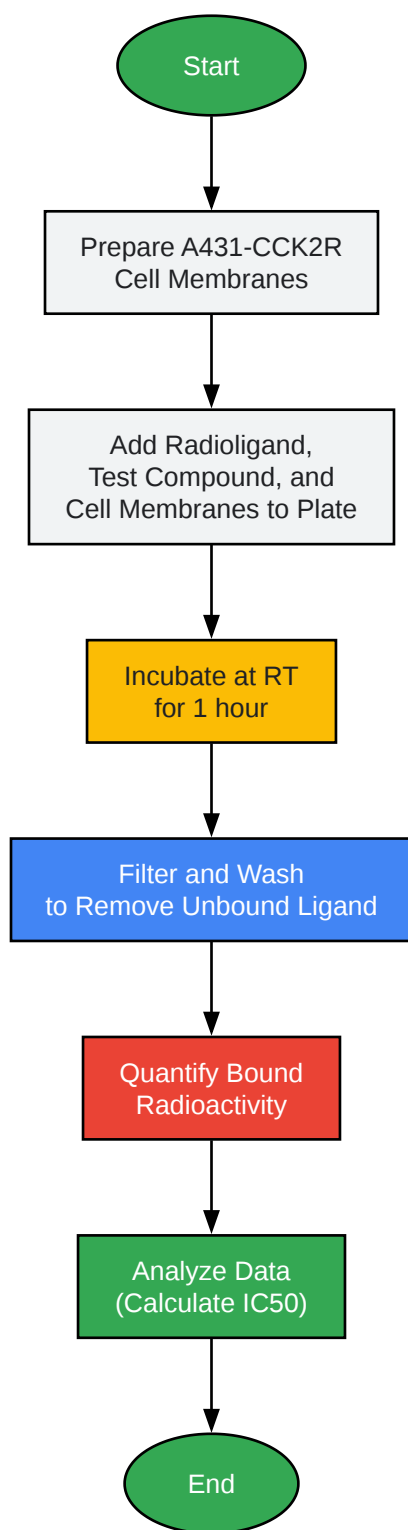 Start
Prepare A431-CCK2R
Cell Membranes
Add Radioligand,
Test Compound, and
Cell Membranes to Plate
Incubate at RT
for 1 hour
Filter and Wash
to Remove Unbound Ligand
Quantify Bound
Radioactivity
Analyze Data
(Calculate IC50)
End